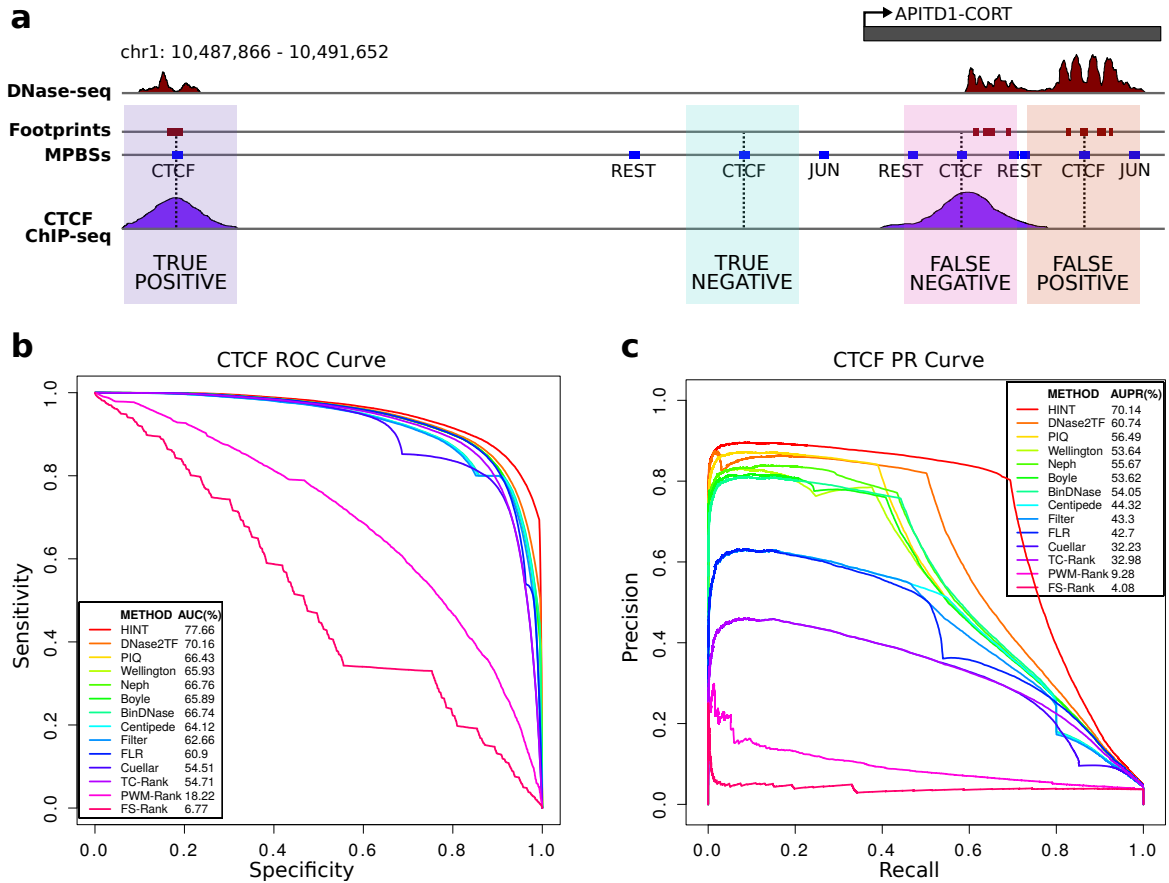 a
APITD1-CORT
chr1: 10,487,866 - 10,491,652
DNase-seq
Footprints
MPBSs
CTCF REST CTCF JUN REST CTCF REST CTCF JUN
CTCF
ChIP-seq
TRUE
POSITIVE
TRUE
NEGATIVE
FALSE
NEGATIVE
FALSE
POSITIVE
b
CTCF ROC Curve
Sensitivity
1.0
0.8
0.6
0.4
0.2
0.0
METHOD AUC(%)
HINT 77.66
DNase2TF 70.16
PIQ 66.43
Wellington 65.93
Neph 66.76
Boyle 65.89
BinDNase 66.74
Centipede 64.12
Filter 62.66
FLR 60.9
Cuellar 54.51
TC-Rank 54.71
PWM-Rank 18.22
FS-Rank 6.77
0.0 0.2 0.4 0.6 0.8 1.0
Specificity
c
CTCF PR Curve
Precision
1.0
0.8
0.6
0.4
0.2
0.0
METHOD AUPR(%)
HINT 70.14
DNase2TF 60.74
PIQ 56.49
Wellington 53.64
Neph 55.67
Boyle 53.62
BinDNase 54.05
Centipede 44.32
Filter 43.3
FLR 42.7
Cuellar 32.23
TC-Rank 32.98
PWM-Rank 9.28
FS-Rank 4.08
0.0 0.2 0.4 0.6 0.8 1.0
Recall